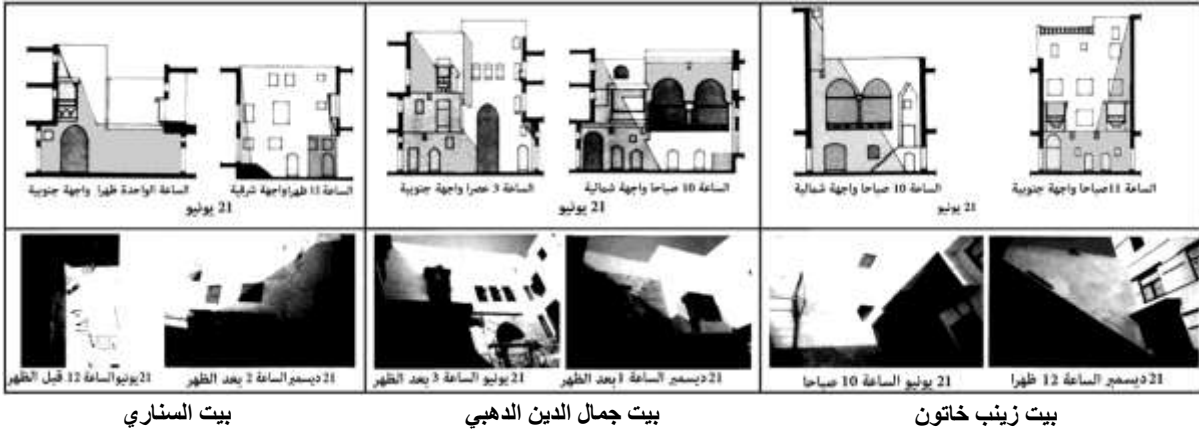 الساعة 11صباحا واجهة جنوبية
الساعة 10 صباحا واجهة شمالية
21 يونيو
الساعة 10 صباحا واجهة شمالية
الساعة 3 عصرا واجهة جنوبية
21 يونيو
الساعة 11 ظهرا واجهة شرقية
الساعة الواحدة ظهرا واجهة جنوبية
21 يونيو
21 ديسمبر الساعة 12 ظهرا
21 يونيو الساعة 10 صباحا
21 ديسمبر الساعة 1 بعد الظهر
21 يونيو الساعة 3 بعد الظهر
21 ديسمبر الساعة 2 بعد الظهر
21 يونيو الساعة 12 قبل الظهر
بيت زينب خاتون
بيت جمال الدين الدهبي
بيت السناري